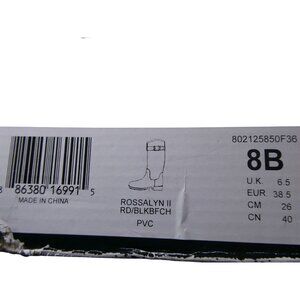 802125850F36
8B
U.K. 6.5
EUR 38.5
CM 26
CN 40
86380 16991 5
MADE IN CHINA
ROSSALYN II
RD/BLKBFCH
PVC